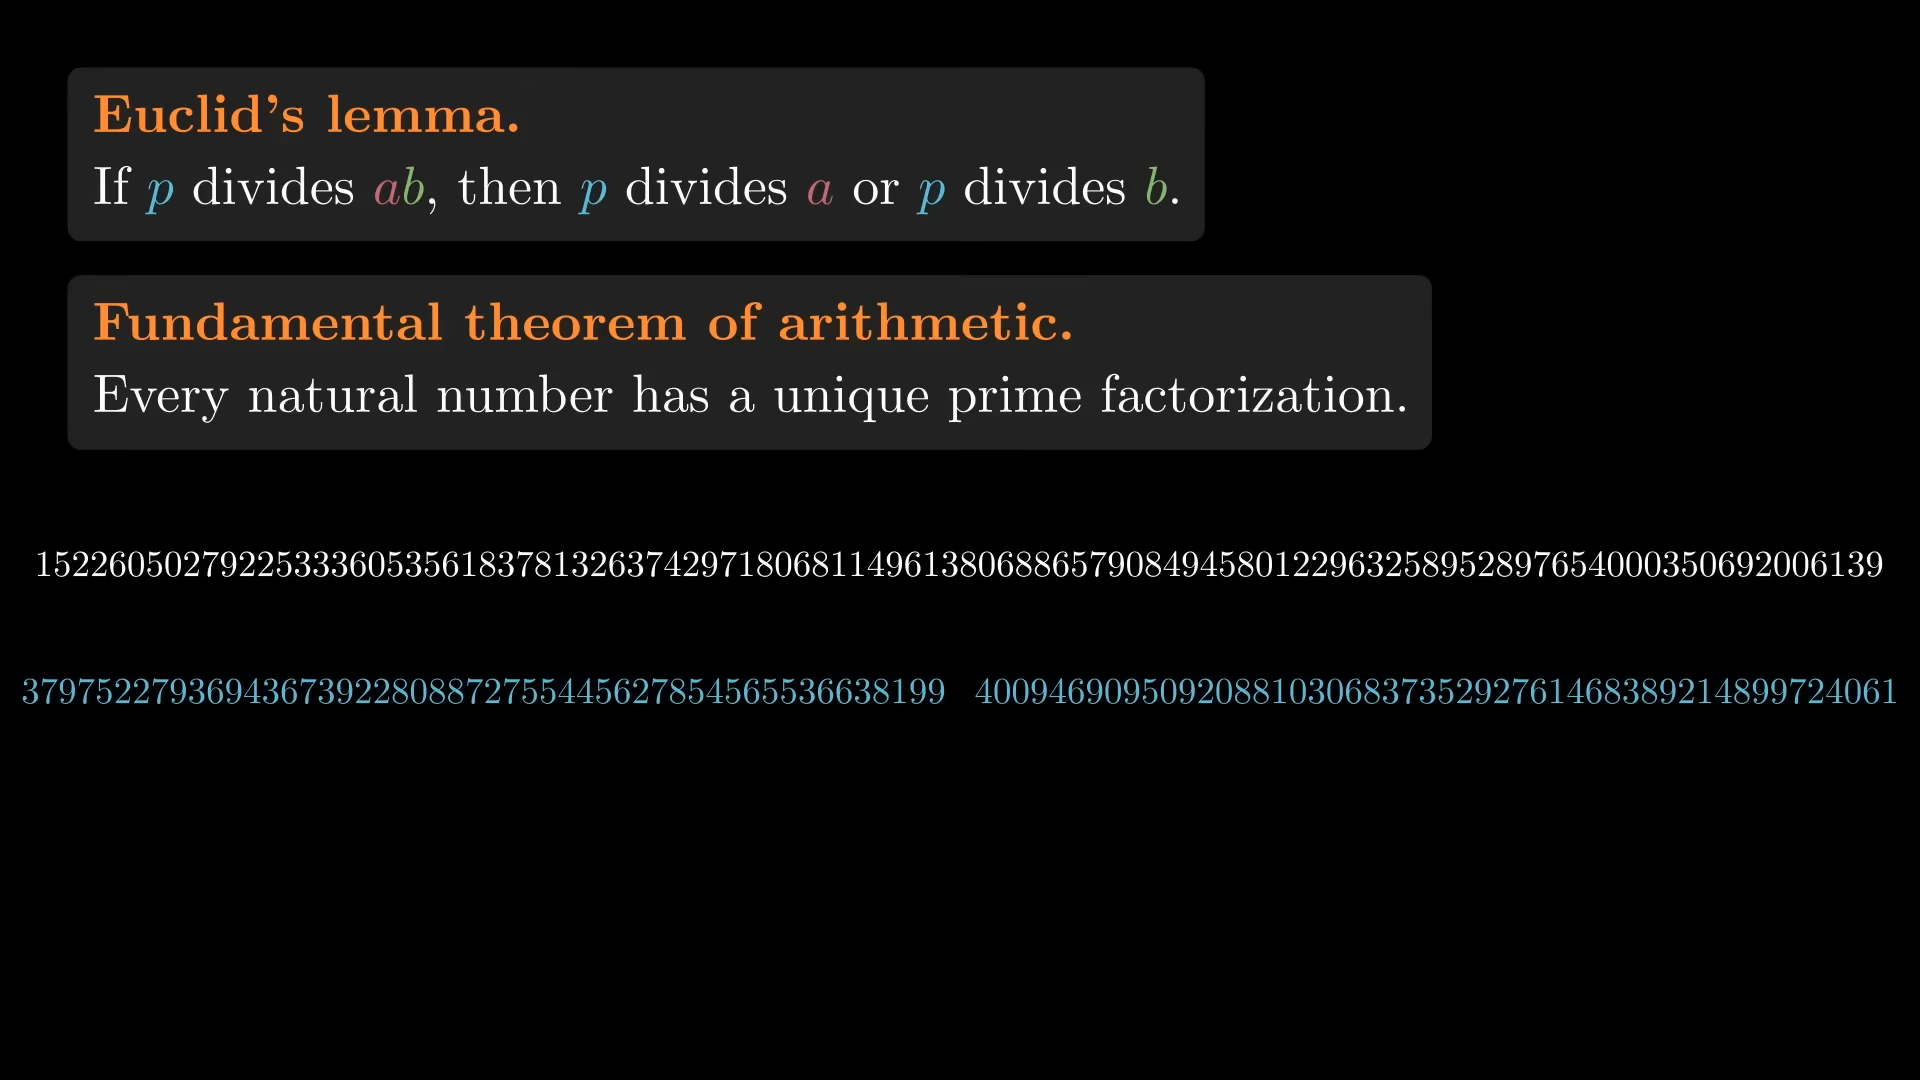 Euclid's lemma.
If p divides ab, then p divides a or p divides b.
Fundamental theorem of arithmetic.
Every natural number has a unique prime factorization.
1522605027922533360535618378132637429718068114961380688657908494580122963258952897654000350692006139
37975227936943673922808872755445627854565536638199 40094690950920881030683735292761468389214899724061